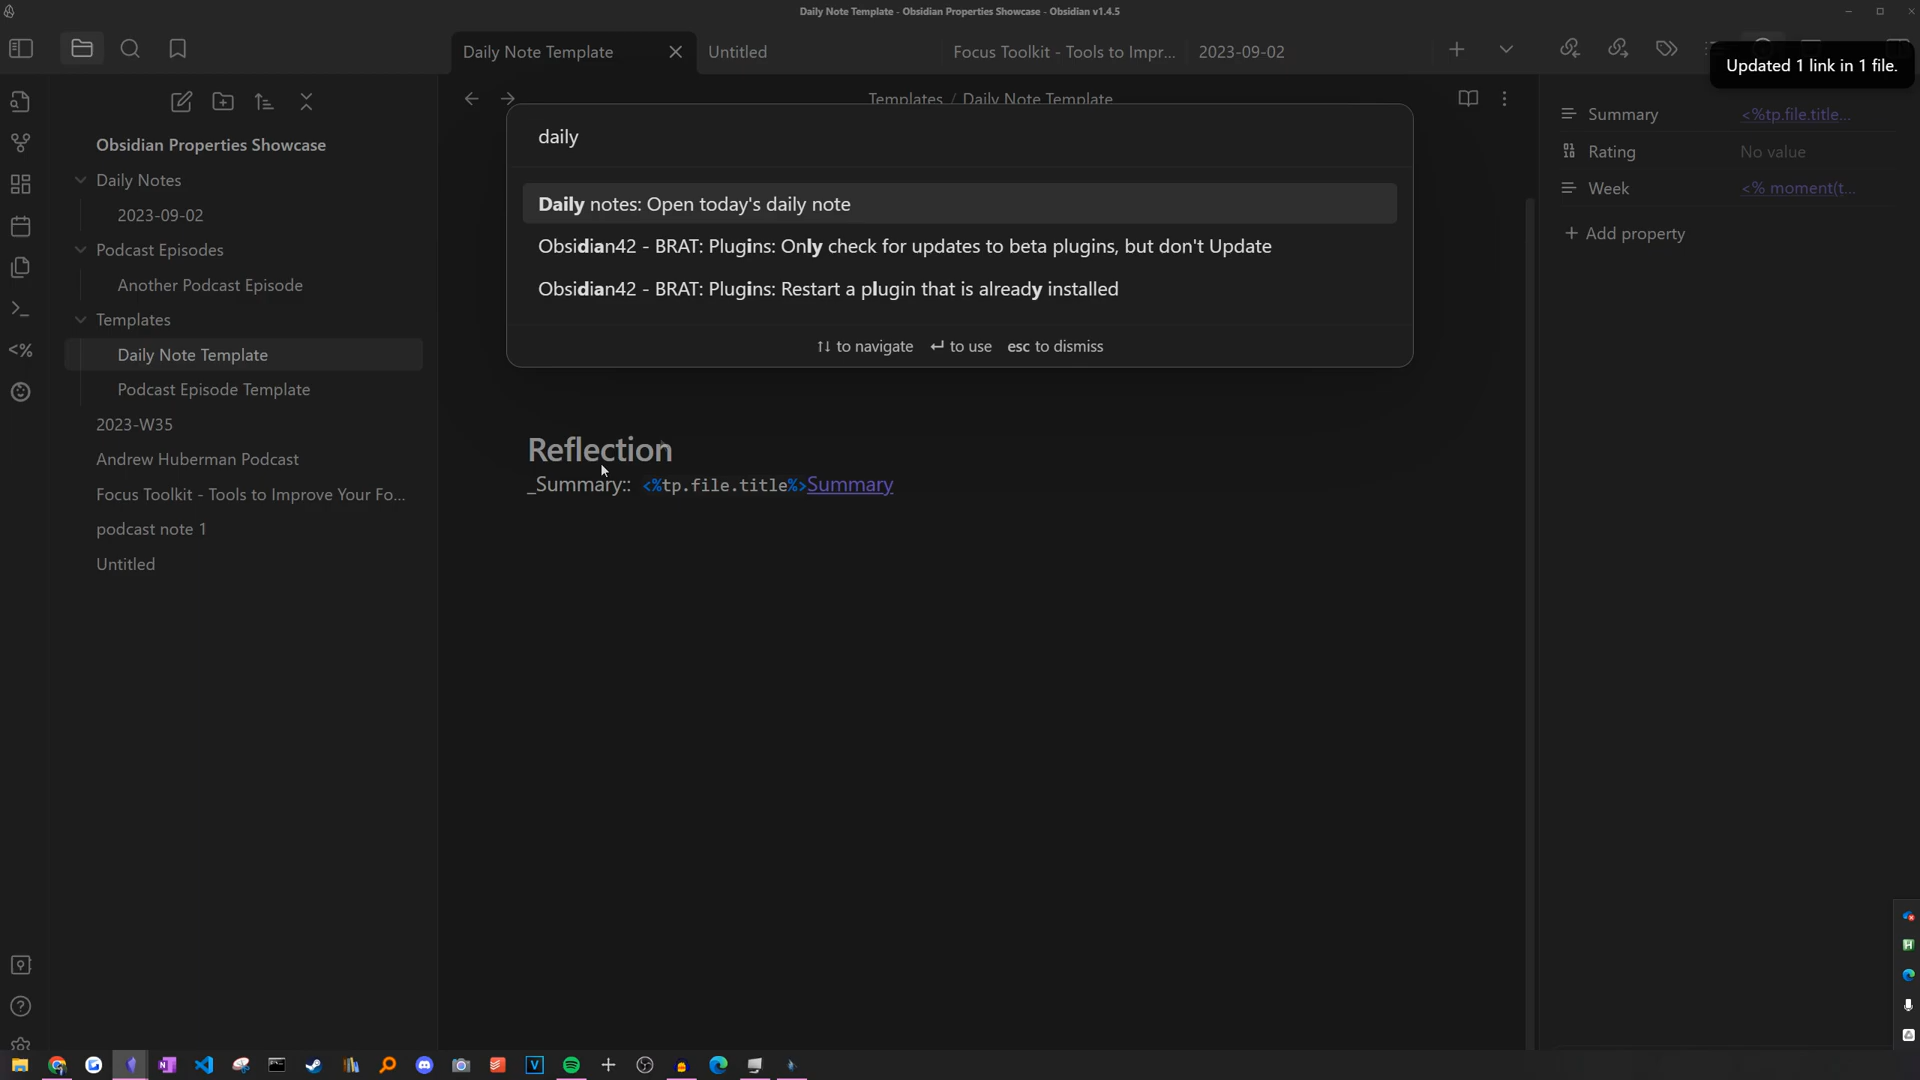 Daily Note Template - Obsidian Properties Showcase - Obsidian v1.4.5
Daily Note Template
Untitled
Focus Toolkit - Tools to Impr...
2023-09-02
Updated 1 link in 1 file.
Templates / Daily Note Template
Obsidian Properties Showcase
Daily Notes
2023-09-02
Podcast Episodes
Another Podcast Episode
Templates
Daily Note Template
Podcast Episode Template
2023-W35
Andrew Huberman Podcast
Focus Toolkit - Tools to Improve Your Fo...
podcast note 1
Untitled
daily
Daily notes: Open today's daily note
Obsidian42 - BRAT: Plugins: Only check for updates to beta plugins, but don't Update
Obsidian42 - BRAT: Plugins: Restart a plugin that is already installed
↑↓ to navigate ↵ to use esc to dismiss
Reflection
_Summary:: <%tp.file.title%>Summary
Summary <%tp.file.title...
Rating No value
Week <% moment(t...
+ Add property